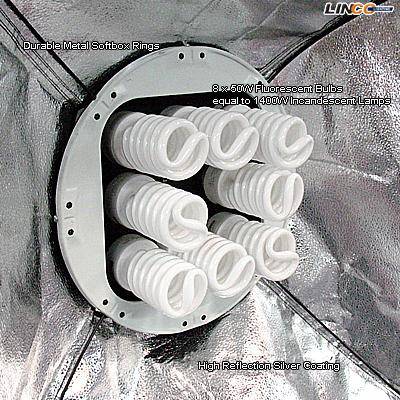 LINCO
Durable Metal Softbox Rings
8 x 50W Fluorescent Bulbs
equal to 1400W Incandescent Lamps
High Reflection Silver Coating